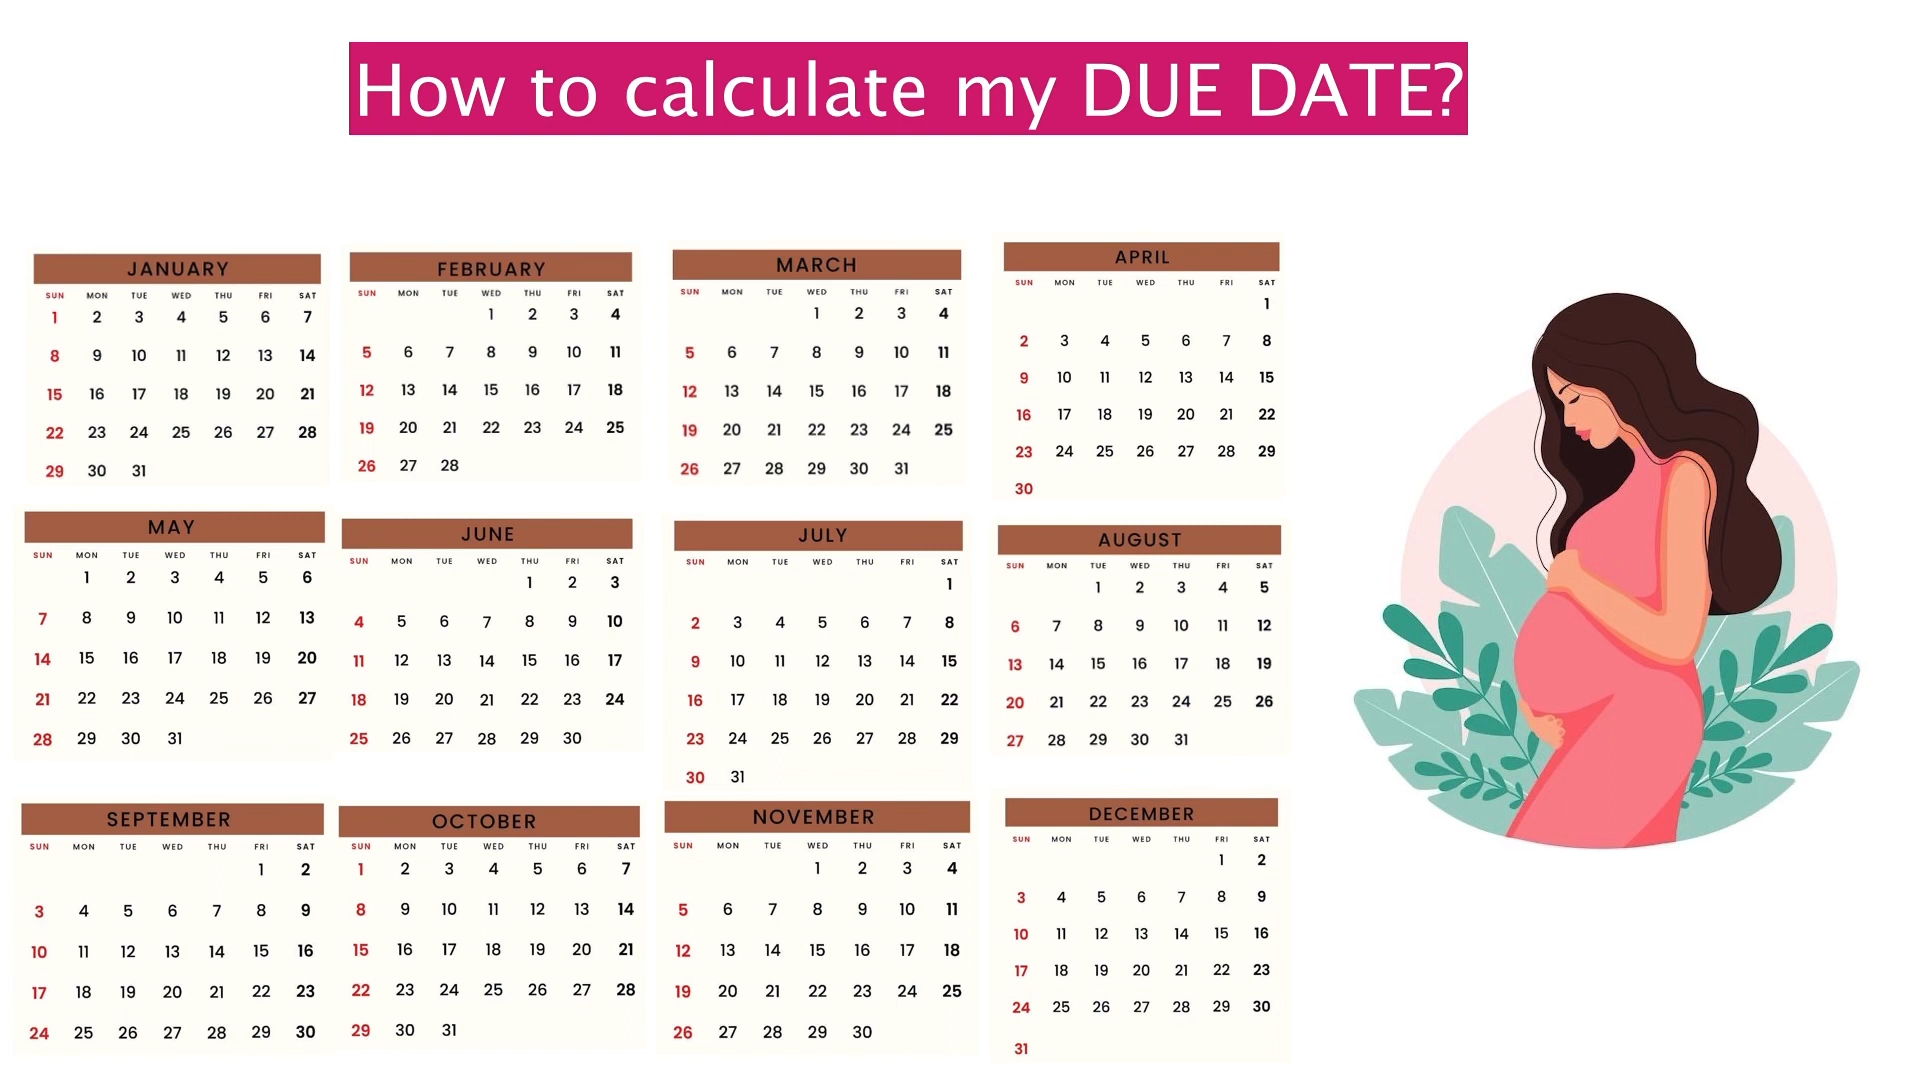 How to calculate my DUE DATE?
JANUARY
SUN MON TUE WED THU FRI SAT
1 2 3 4 5 6 7
8 9 10 11 12 13 14
15 16 17 18 19 20 21
22 23 24 25 26 27 28
29 30 31
FEBRUARY
SUN MON TUE WED THU FRI SAT
1 2 3 4
5 6 7 8 9 10 11
12 13 14 15 16 17 18
19 20 21 22 23 24 25
26 27 28
MARCH
SUN MON TUE WED THU FRI SAT
1 2 3 4
5 6 7 8 9 10 11
12 13 14 15 16 17 18
19 20 21 22 23 24 25
26 27 28 29 30 31
APRIL
SUN MON TUE WED THU FRI SAT
1
2 3 4 5 6 7 8
9 10 11 12 13 14 15
16 17 18 19 20 21 22
23 24 25 26 27 28 29
30
MAY
SUN MON TUE WED THU FRI SAT
1 2 3 4 5 6
7 8 9 10 11 12 13
14 15 16 17 18 19 20
21 22 23 24 25 26 27
28 29 30 31
JUNE
SUN MON TUE WED THU FRI SAT
1 2 3
4 5 6 7 8 9 10
11 12 13 14 15 16 17
18 19 20 21 22 23 24
25 26 27 28 29 30
JULY
SUN MON TUE WED THU FRI SAT
1
2 3 4 5 6 7 8
9 10 11 12 13 14 15
16 17 18 19 20 21 22
23 24 25 26 27 28 29
30 31
AUGUST
SUN MON TUE WED THU FRI SAT
1 2 3 4 5
6 7 8 9 10 11 12
13 14 15 16 17 18 19
20 21 22 23 24 25 26
27 28 29 30 31
SEPTEMBER
SUN MON TUE WED THU FRI SAT
1 2
3 4 5 6 7 8 9
10 11 12 13 14 15 16
17 18 19 20 21 22 23
24 25 26 27 28 29 30
OCTOBER
SUN MON TUE WED THU FRI SAT
1 2 3 4 5 6 7
8 9 10 11 12 13 14
15 16 17 18 19 20 21
22 23 24 25 26 27 28
29 30 31
NOVEMBER
SUN MON TUE WED THU FRI SAT
1 2 3 4
5 6 7 8 9 10 11
12 13 14 15 16 17 18
19 20 21 22 23 24 25
26 27 28 29 30
DECEMBER
SUN MON TUE WED THU FRI SAT
1 2
3 4 5 6 7 8 9
10 11 12 13 14 15 16
17 18 19 20 21 22 23
24 25 26 27 28 29 30
31